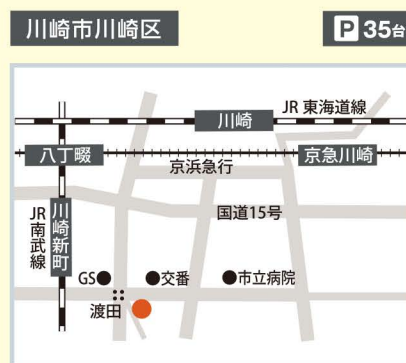 川崎市川崎区
P 35台
JR 東海道線
川崎
八丁畷
京急川崎
京浜急行
国道15号
JR南武線
川崎新町
GS
交番
市立病院
渡田